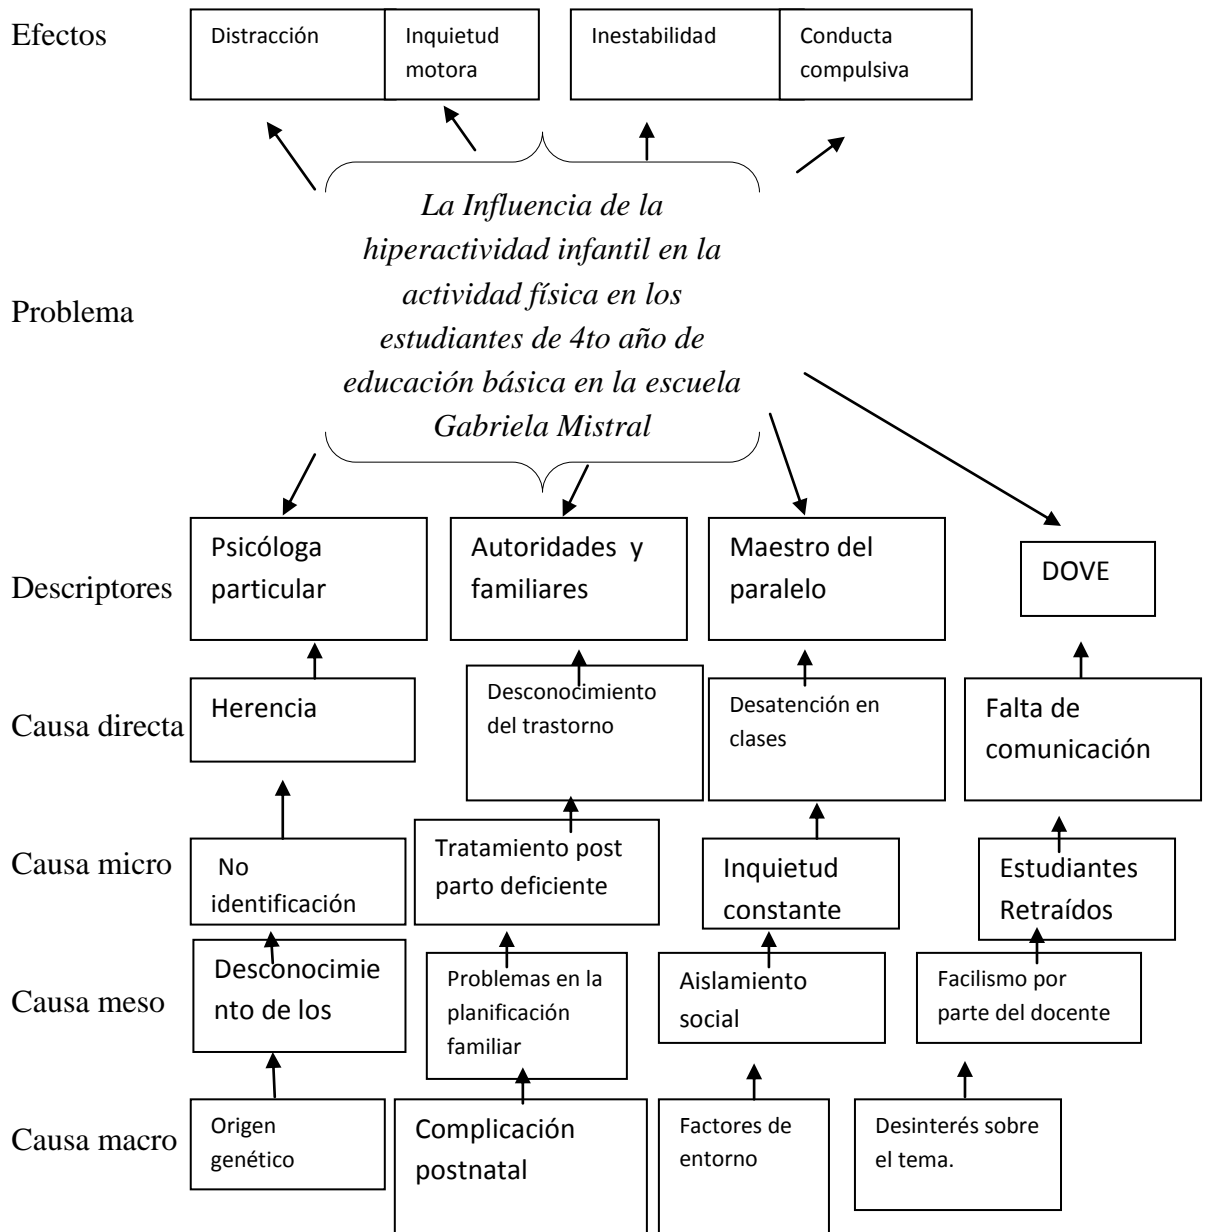 Efectos
Distracción
Inquietud
motora
Inestabilidad
Conducta
compulsiva
Problema
La Influencia de la
hiperactividad infantil en la
actividad física en los
estudiantes de 4to año de
educación básica en la escuela
Gabriela Mistral
Descriptores
Psicóloga
particular
Autoridades y
familiares
Maestro del
paralelo
DOVE
Causa directa
Herencia
Desconocimiento
del trastorno
Desatención en
clases
Falta de
comunicación
Causa micro
No
identificación
Tratamiento post
parto deficiente
Inquietud
constante
Estudiantes
Retraídos
Causa meso
Desconocimie
nto de los
Problemas en la
planificación
familiar
Aislamiento
social
Facilismo por
parte del docente
Causa macro
Origen
genético
Complicación
postnatal
Factores de
entorno
Desinterés sobre
el tema.